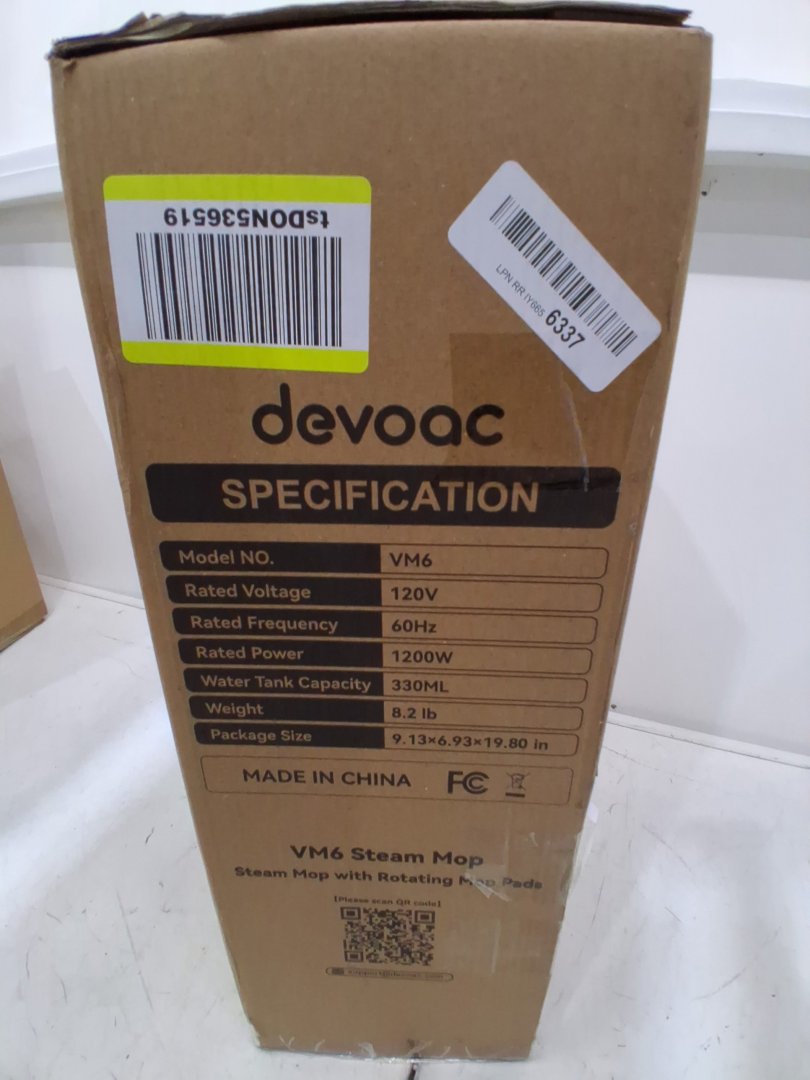 tsDON536519
LPN RR IY665 6337
devoac
SPECIFICATION
Model NO. VM6
Rated Voltage 120V
Rated Frequency 60Hz
Rated Power 1200W
Water Tank Capacity 330ML
Weight 8.2 lb
Package Size 9.13×6.93×19.80 in
MADE IN CHINA FC
VM6 Steam Mop
Steam Mop with Rotating Mop Pads
[Please scan QR code]